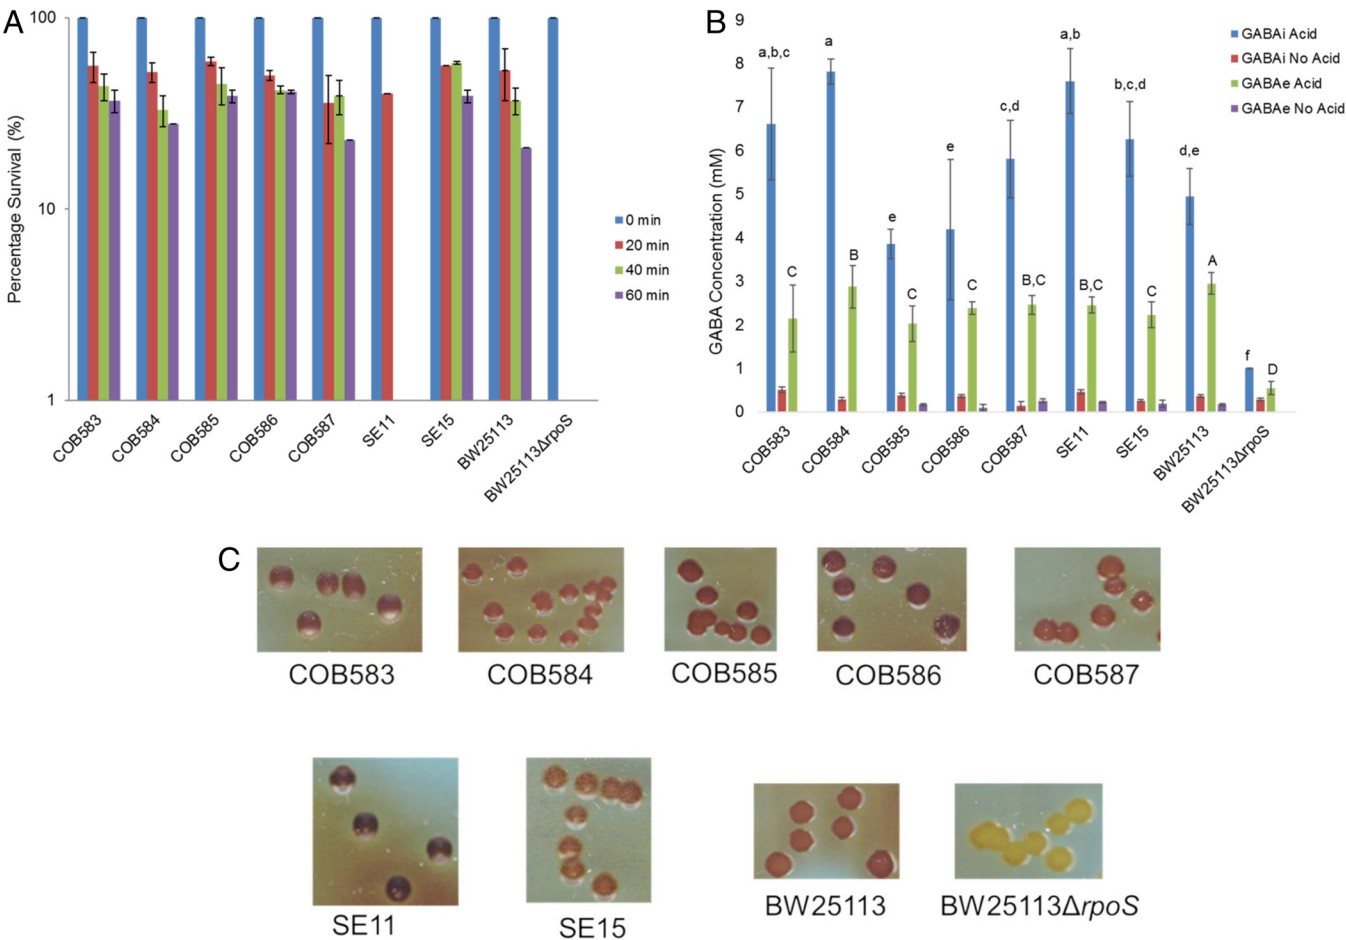 A
Percentage Survival (%)
100
10
1
COB583
COB584
COB585
COB586
COB587
SE11
SE15
BW25113
BW25113ΔrpoS
0 min
20 min
40 min
60 min
B
GABA Concentration (mM)
9
8
7
6
5
4
3
2
1
0
a,b,c
a
e
e
c,d
a,b
b,c,d
d,e
f
C
B
C
C
B,C
B,C
C
A
D
COB583
COB584
COB585
COB586
COB587
SE11
SE15
BW25113
BW25113ΔrpoS
GABAi Acid
GABAi No Acid
GABAe Acid
GABAe No Acid
C
COB583
COB584
COB585
COB586
COB587
SE11
SE15
BW25113
BW25113ΔrpoS